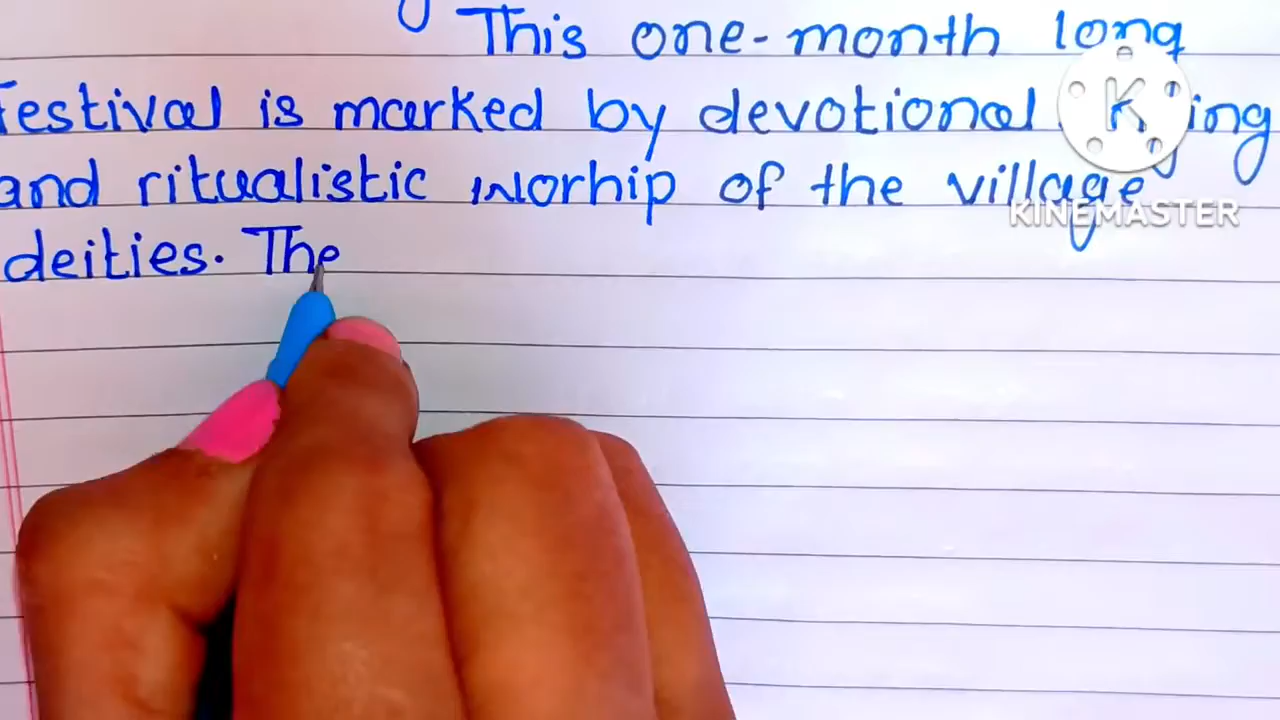 This one-month long
festival is marked by devotional
and ritualistic worhip of the village
deities. The
K
KINEMASTER